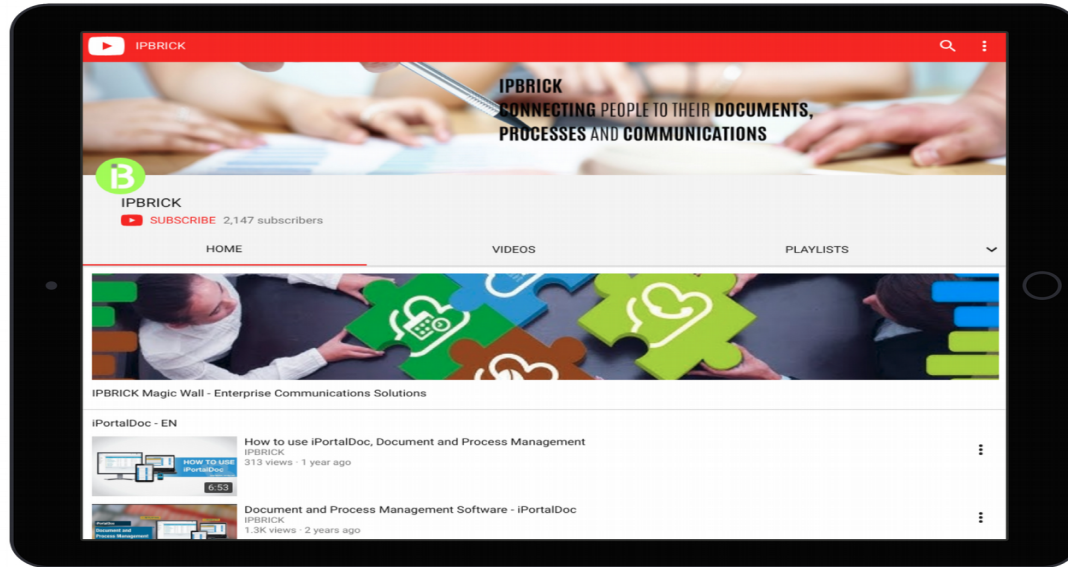 IPBRICK
IPBRICK
CONNECTING PEOPLE TO THEIR DOCUMENTS,
PROCESSES AND COMMUNICATIONS
iB
IPBRICK
SUBSCRIBE 2,147 subscribers
HOME VIDEOS PLAYLISTS
IPBRICK Magic Wall - Enterprise Communications Solutions
iPortalDoc - EN
How to use iPortalDoc, Document and Process Management
IPBRICK
313 views · 1 year ago
HOW TO USE
iPortalDoc
6:53
Document and Process Management Software - iPortalDoc
IPBRICK
1.3K views · 2 years ago
Document and
Process Management